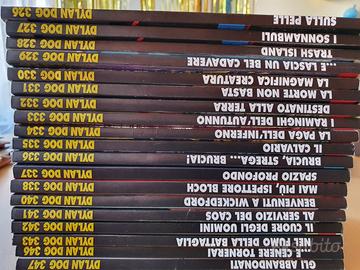 SULLA PELLE DYLAN DOG 326
I SONNAMBULI DYLAN DOG 327
TRASH ISLAND DYLAN DOG 328
...E LASCIA UN BEL CADAVERE DYLAN DOG 329
LA MAGNIFICA CREATURA DYLAN DOG 330
LA MORTE NON BASTA DYLAN DOG 331
DESTINATO ALLA TERRA DYLAN DOG 332
I RAMINGHI DELL'AUTUNNO DYLAN DOG 333
LA PAGA DELL'INFERNO DYLAN DOG 334
IL CALVARIO DYLAN DOG 335
BRUCIA, STREGA... BRUCIA! DYLAN DOG 336
SPAZIO PROFONDO DYLAN DOG 337
MAI PIÙ, ISPETTORE BLOCH DYLAN DOG 338
BENVENUTI A WICKEDFORD DYLAN DOG 340
AL SERVIZIO DEL CAOS DYLAN DOG 341
IL CUORE DEGLI UOMINI DYLAN DOG 342
NEL FUMO DELLA BATTAGLIA DYLAN DOG 343
...E CENERE TORNERAI DYLAN DOG 346
GLI ABBANDONATI DYLAN DOG 347
subito